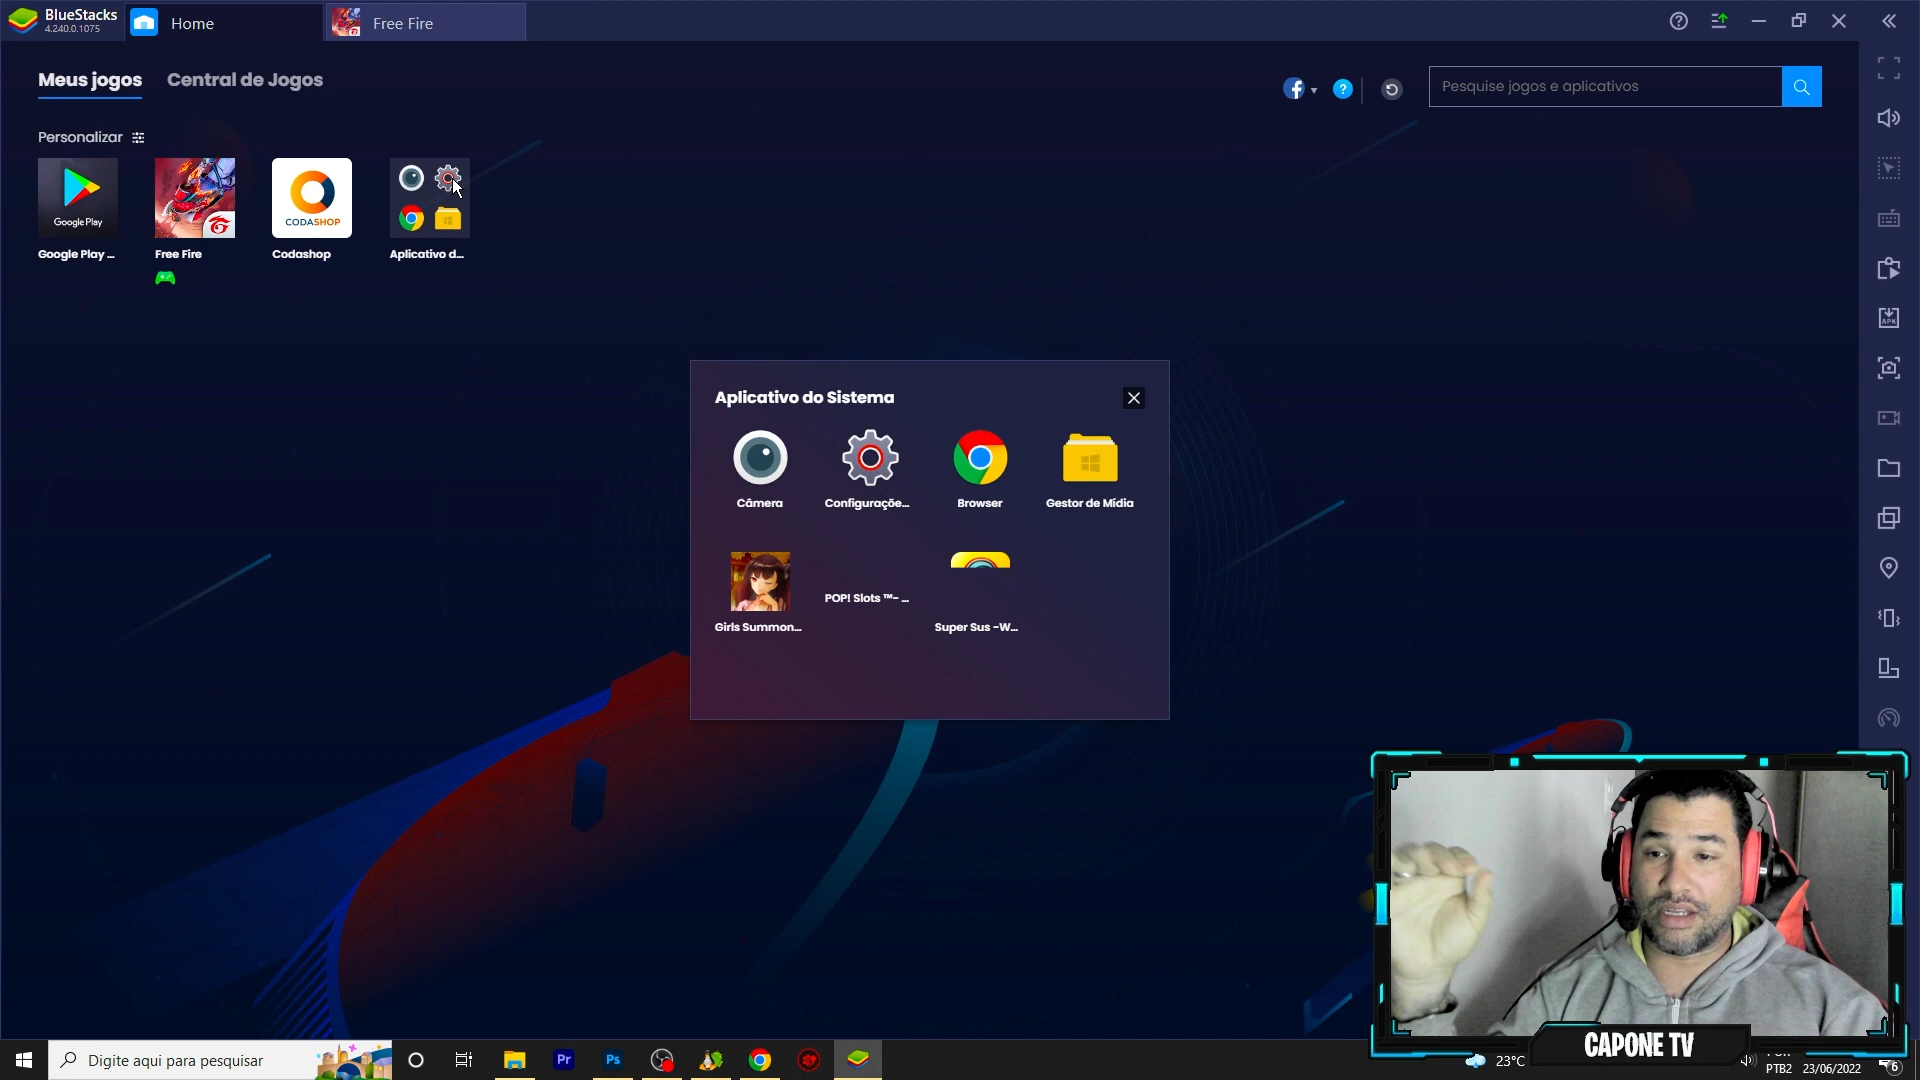 BlueStacks
4.240.0.1075
Home
Free Fire
Meus jogos
Central de Jogos
Pesquise jogos e aplicativos
Personalizar
Google Play
CODASHOP
Google Play ...
Free Fire
Codashop
Aplicativo d...
APK
Aplicativo do Sistema
Câmera
Configuraçõe...
Browser
Gestor de Mídia
Girls Summon...
POP! Slots ™- ...
Super Sus -W...
CAPONE TV
Digite aqui para pesquisar
Pr
Ps
23°C
PTB2
23/06/2022
6